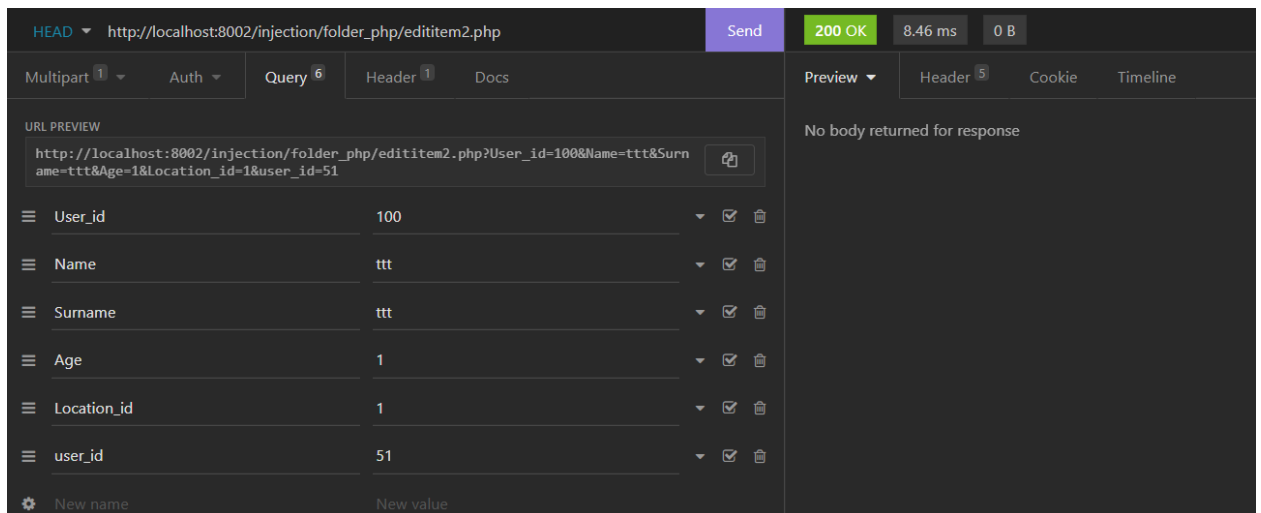 HEAD http://localhost:8002/injection/folder_php/edititem2.php Send 200 OK 8.46 ms 0 B
Multipart 1 Auth Query 6 Header 1 Docs Preview Header 5 Cookie Timeline
URL PREVIEW
No body returned for response
http://localhost:8002/injection/folder_php/edititem2.php?User_id=100&Name=ttt&Surn
ame=ttt&Age=1&Location_id=1&user_id=51
User_id 100
Name ttt
Surname ttt
Age 1
Location_id 1
user_id 51
New name New value